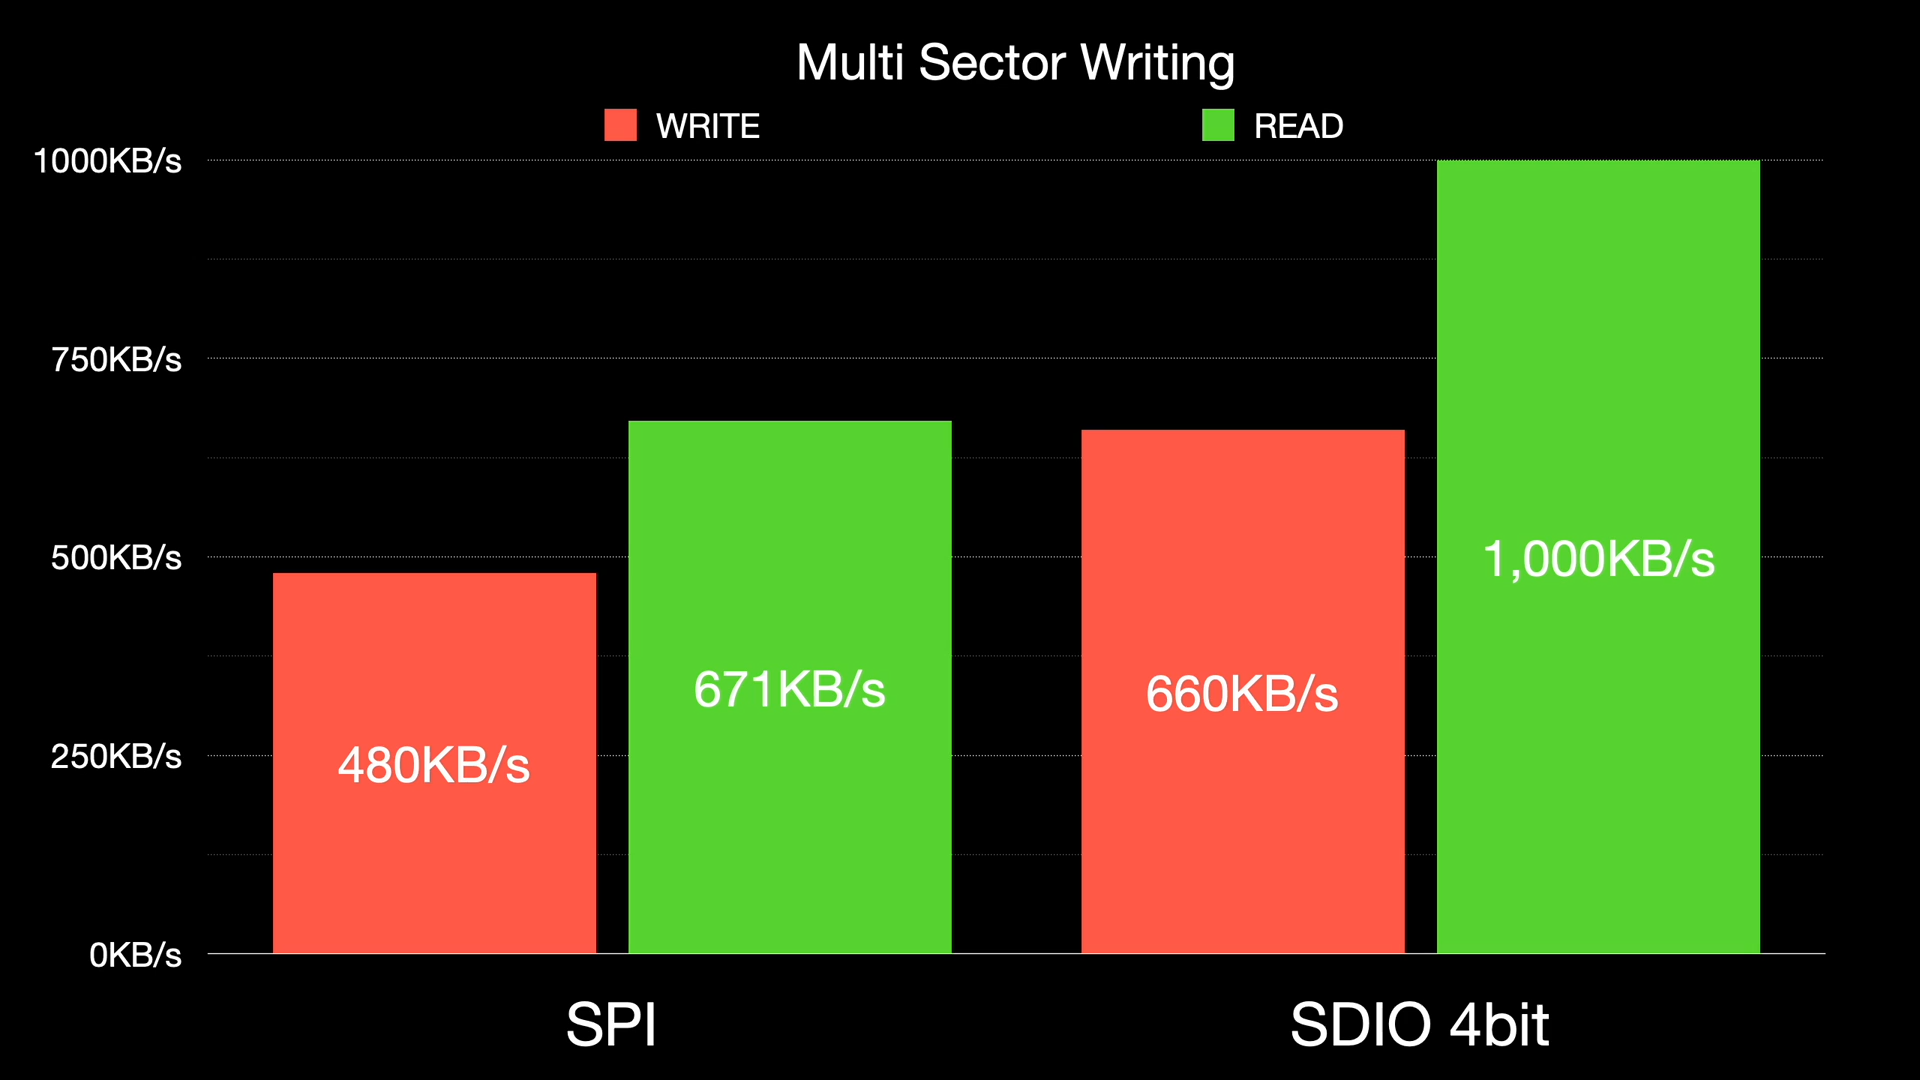 Multi Sector Writing
WRITE
READ
1000KB/s
750KB/s
500KB/s
250KB/s
0KB/s
480KB/s
671KB/s
660KB/s
1,000KB/s
SPI
SDIO 4bit